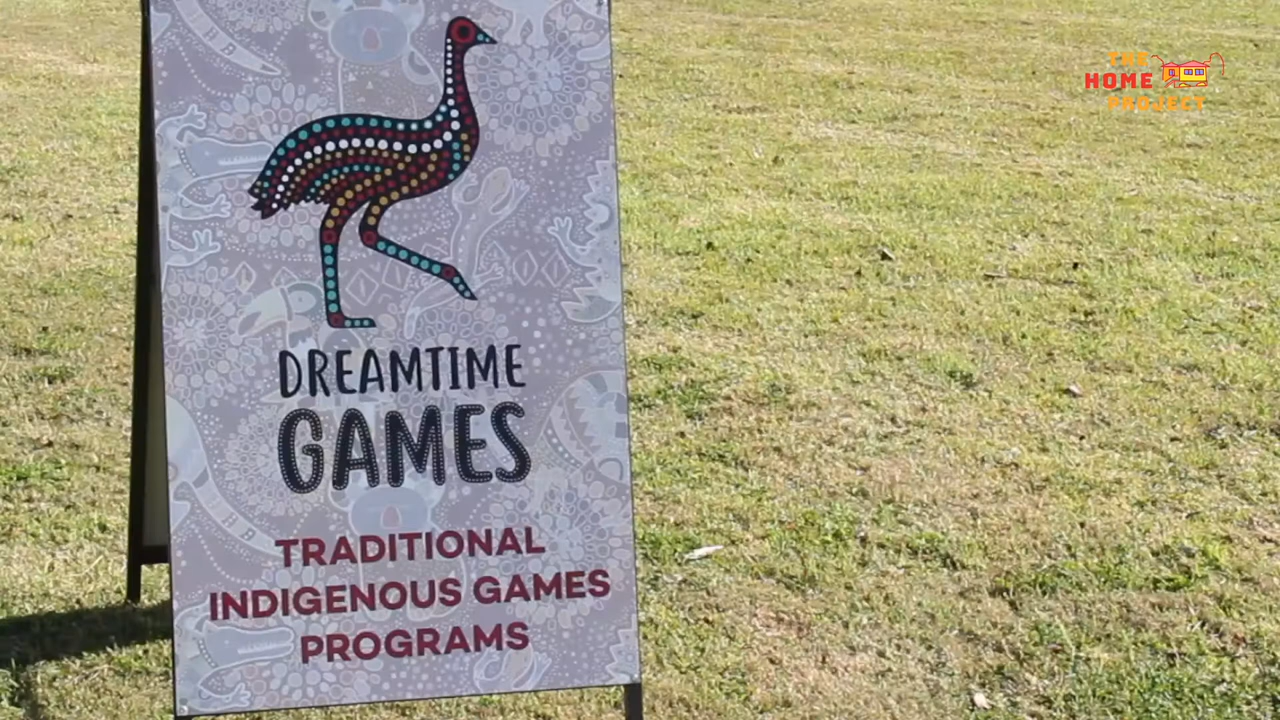 DREAMTIME
GAMES
TRADITIONAL
INDIGENOUS GAMES
PROGRAMS
THE
HOME
PROJECT